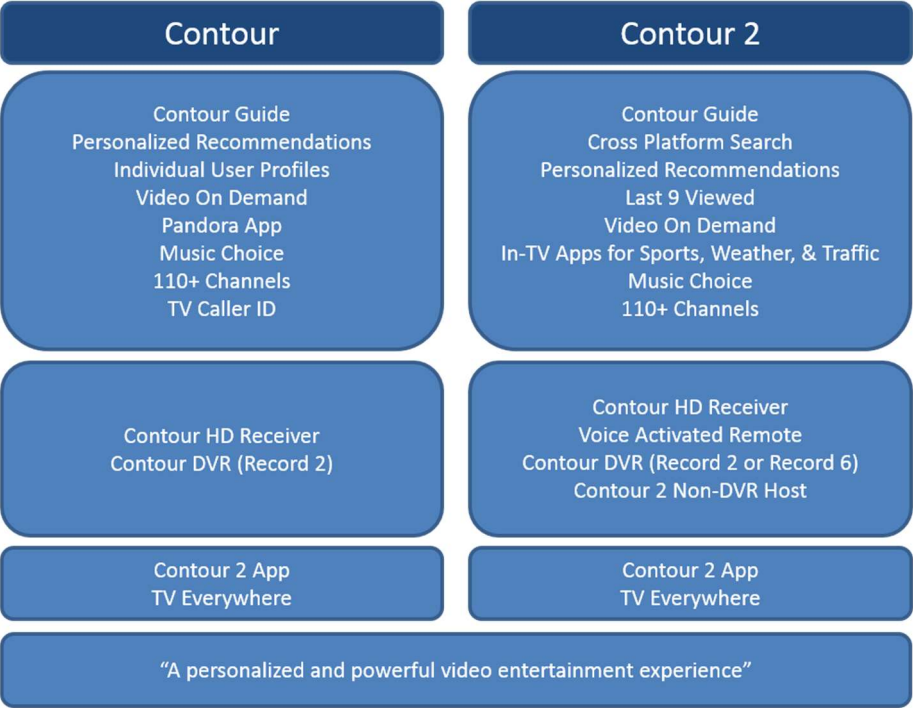 Contour
Contour Guide
Personalized Recommendations
Individual User Profiles
Video On Demand
Pandora App
Music Choice
110+ Channels
TV Caller ID
Contour HD Receiver
Contour DVR (Record 2)
Contour 2 App
TV Everywhere
Contour 2
Contour Guide
Cross Platform Search
Personalized Recommendations
Last 9 Viewed
Video On Demand
In-TV Apps for Sports, Weather, & Traffic
Music Choice
110+ Channels
Contour HD Receiver
Voice Activated Remote
Contour DVR (Record 2 or Record 6)
Contour 2 Non-DVR Host
Contour 2 App
TV Everywhere
“A personalized and powerful video entertainment experience”